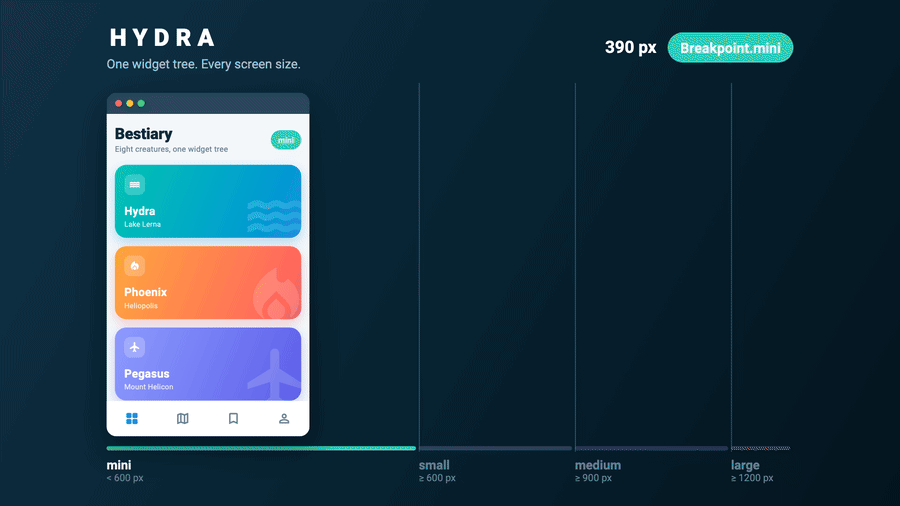 HYDRA
One widget tree. Every screen size.
390 px
Breakpoint.mini
Bestiary
Eight creatures, one widget tree
mini
Hydra
Lake Lerna
Phoenix
Heliopolis
Pegasus
Mount Helicon
mini
< 600 px
small
≥ 600 px
medium
≥ 900 px
large
≥ 1200 px